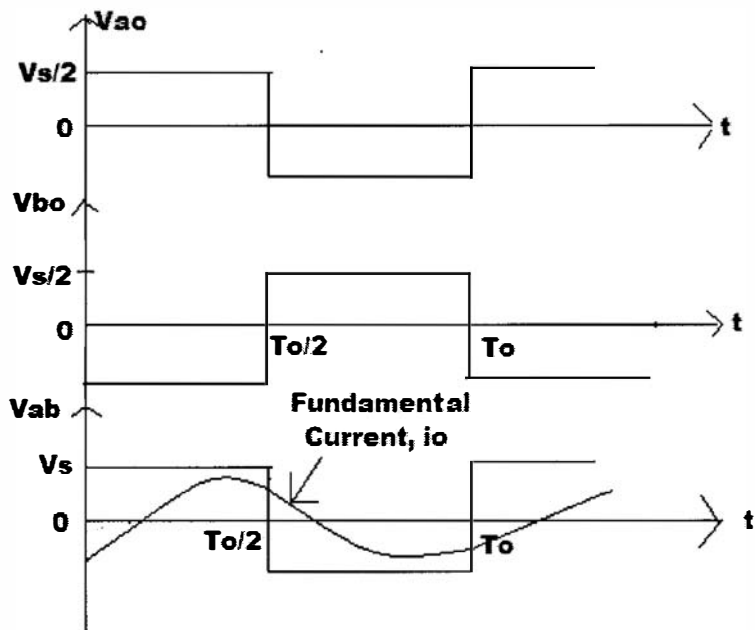 Vao
Vs/2
0
t
Vbo
Vs/2
0
t
To/2
To
Vab
Fundamental
Current, io
Vs
0
To/2
To
t